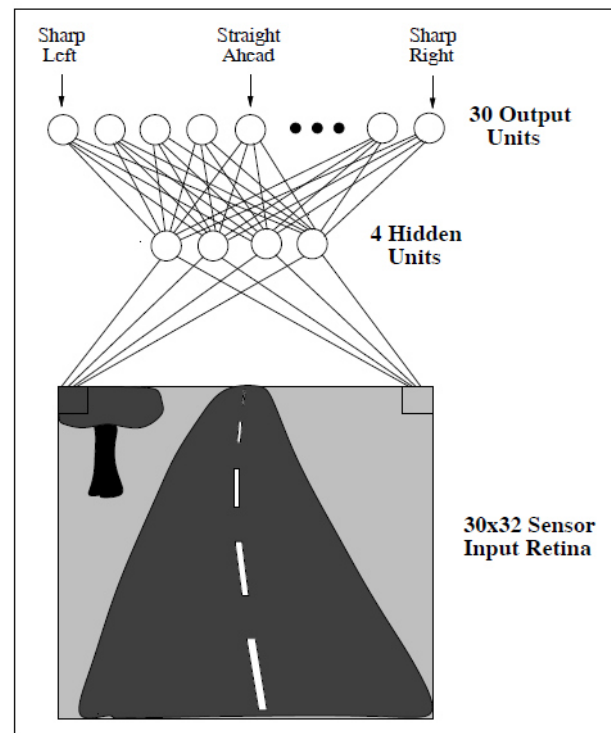 Sharp
Left
Straight
Ahead
Sharp
Right
30 Output
Units
4 Hidden
Units
30x32 Sensor
Input Retina